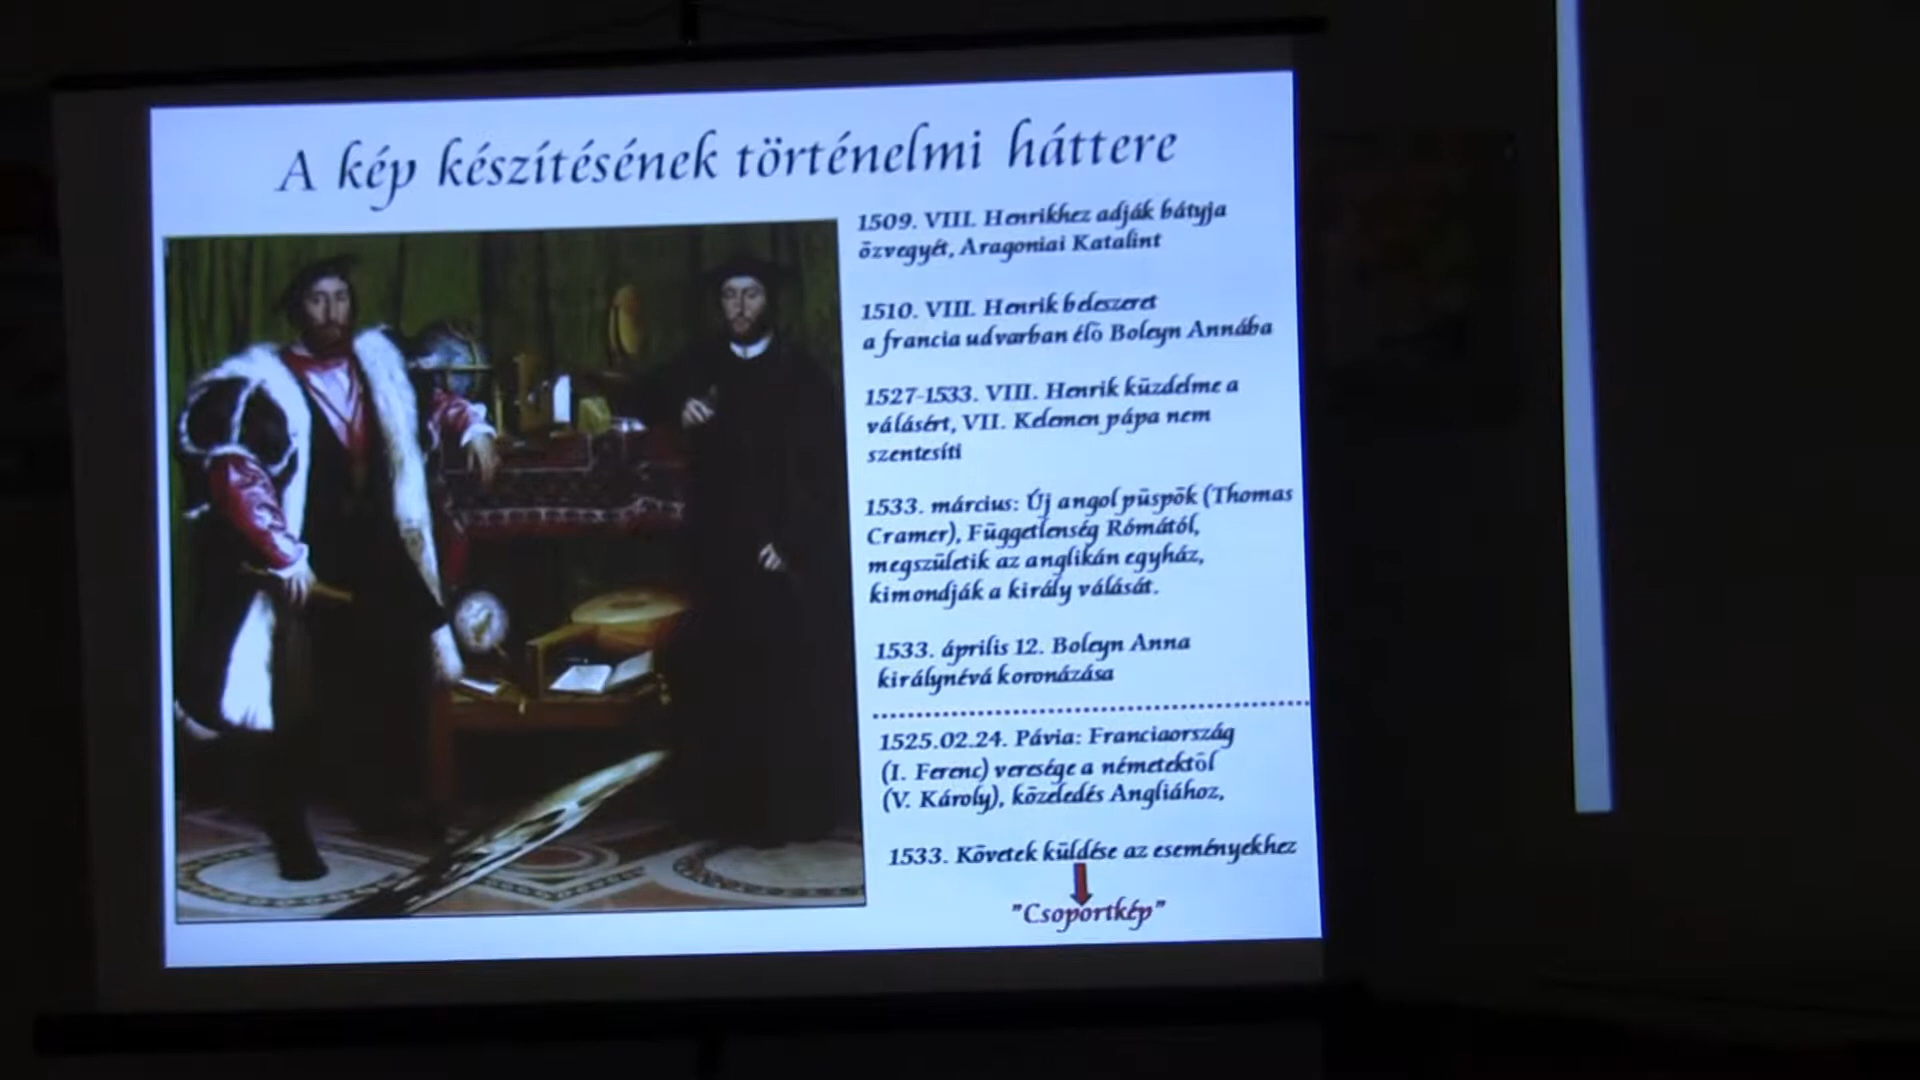 A kép készítésének történelmi háttere
1509. VIII. Henrikhez adják bátyja
özvegyét, Aragoniai Katalint
1510. VIII. Henrik beleszeret
a francia udvarban élő Boleyn Annába
1527-1533. VIII. Henrik küzdelme a
válásért, VII. Kelemen pápa nem
szentesíti
1533. március: Új angol püspök (Thomas
Cramer), Függetlenség Rómától,
megszületik az anglikán egyház,
kimondják a király válását.
1533. április 12. Boleyn Anna
királynévá koronázása
1525.02.24. Pávia: Franciaország
(I. Ferenc) veresége a németektől
(V. Károly), közeledés Angliához,
1533. Követek küldése az eseményekhez
"Csoportkép"